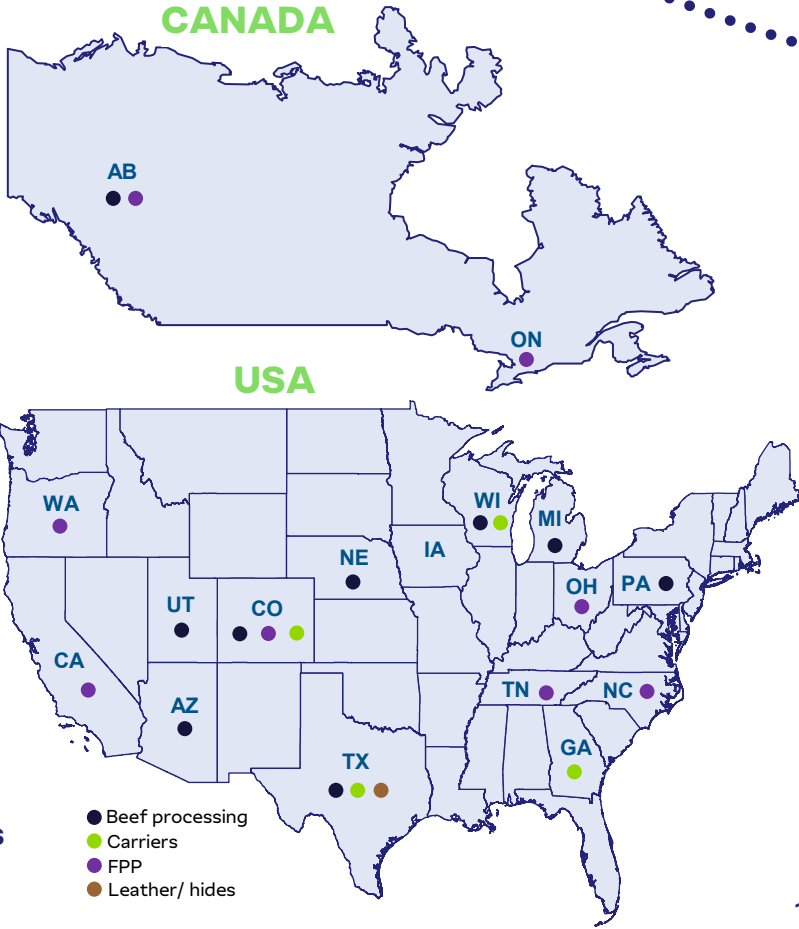 CANADA
AB
ON
USA
WA
WI
MI
NE
IA
UT
CO
OH
PA
CA
AZ
TN
NC
TX
GA
Beef processing
Carriers
FPP
Leather/ hides
s